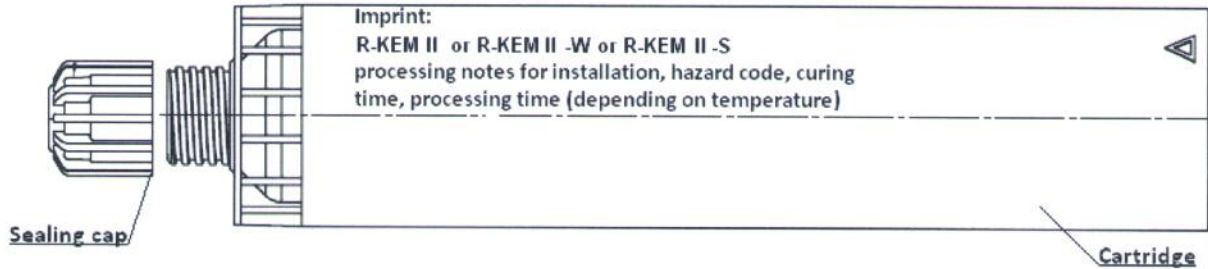 Imprint:
R-KEM II or R-KEM II -W or R-KEM II -S
processing notes for installation, hazard code, curing
time, processing time (depending on temperature)
Sealing cap
Cartridge